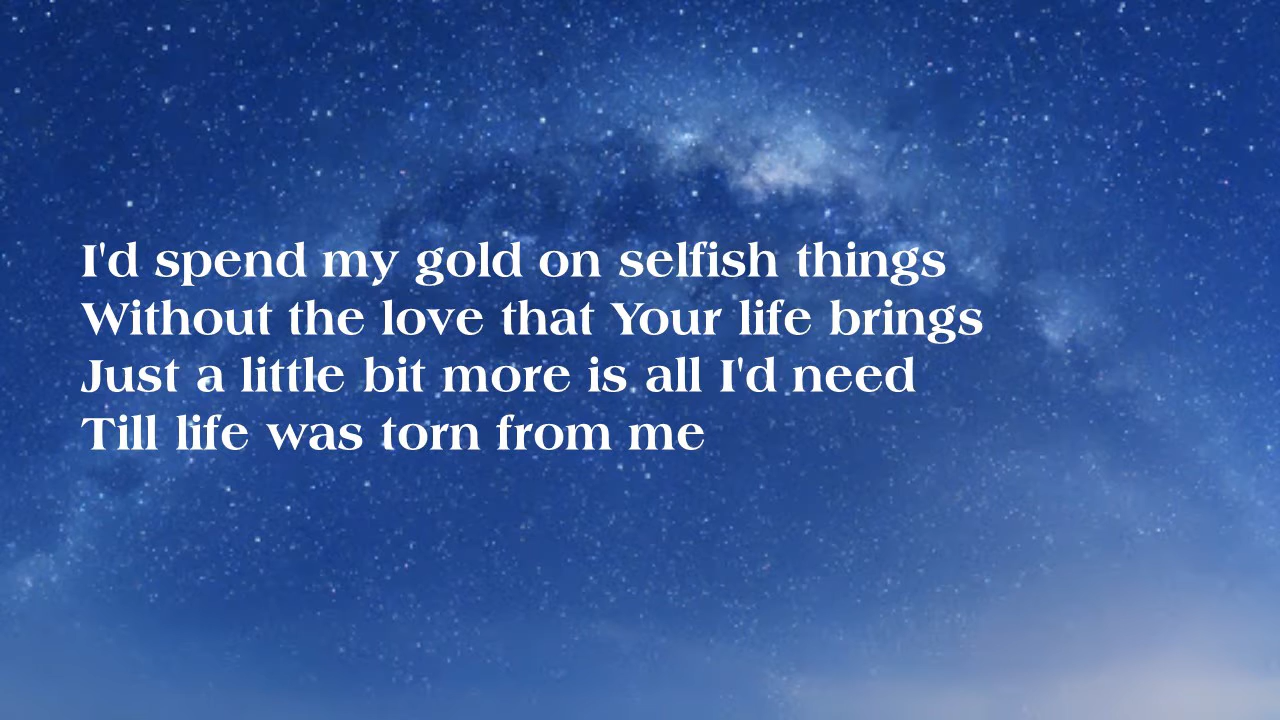 I'd spend my gold on selfish things
Without the love that Your life brings
Just a little bit more is all I'd need
Till life was torn from me